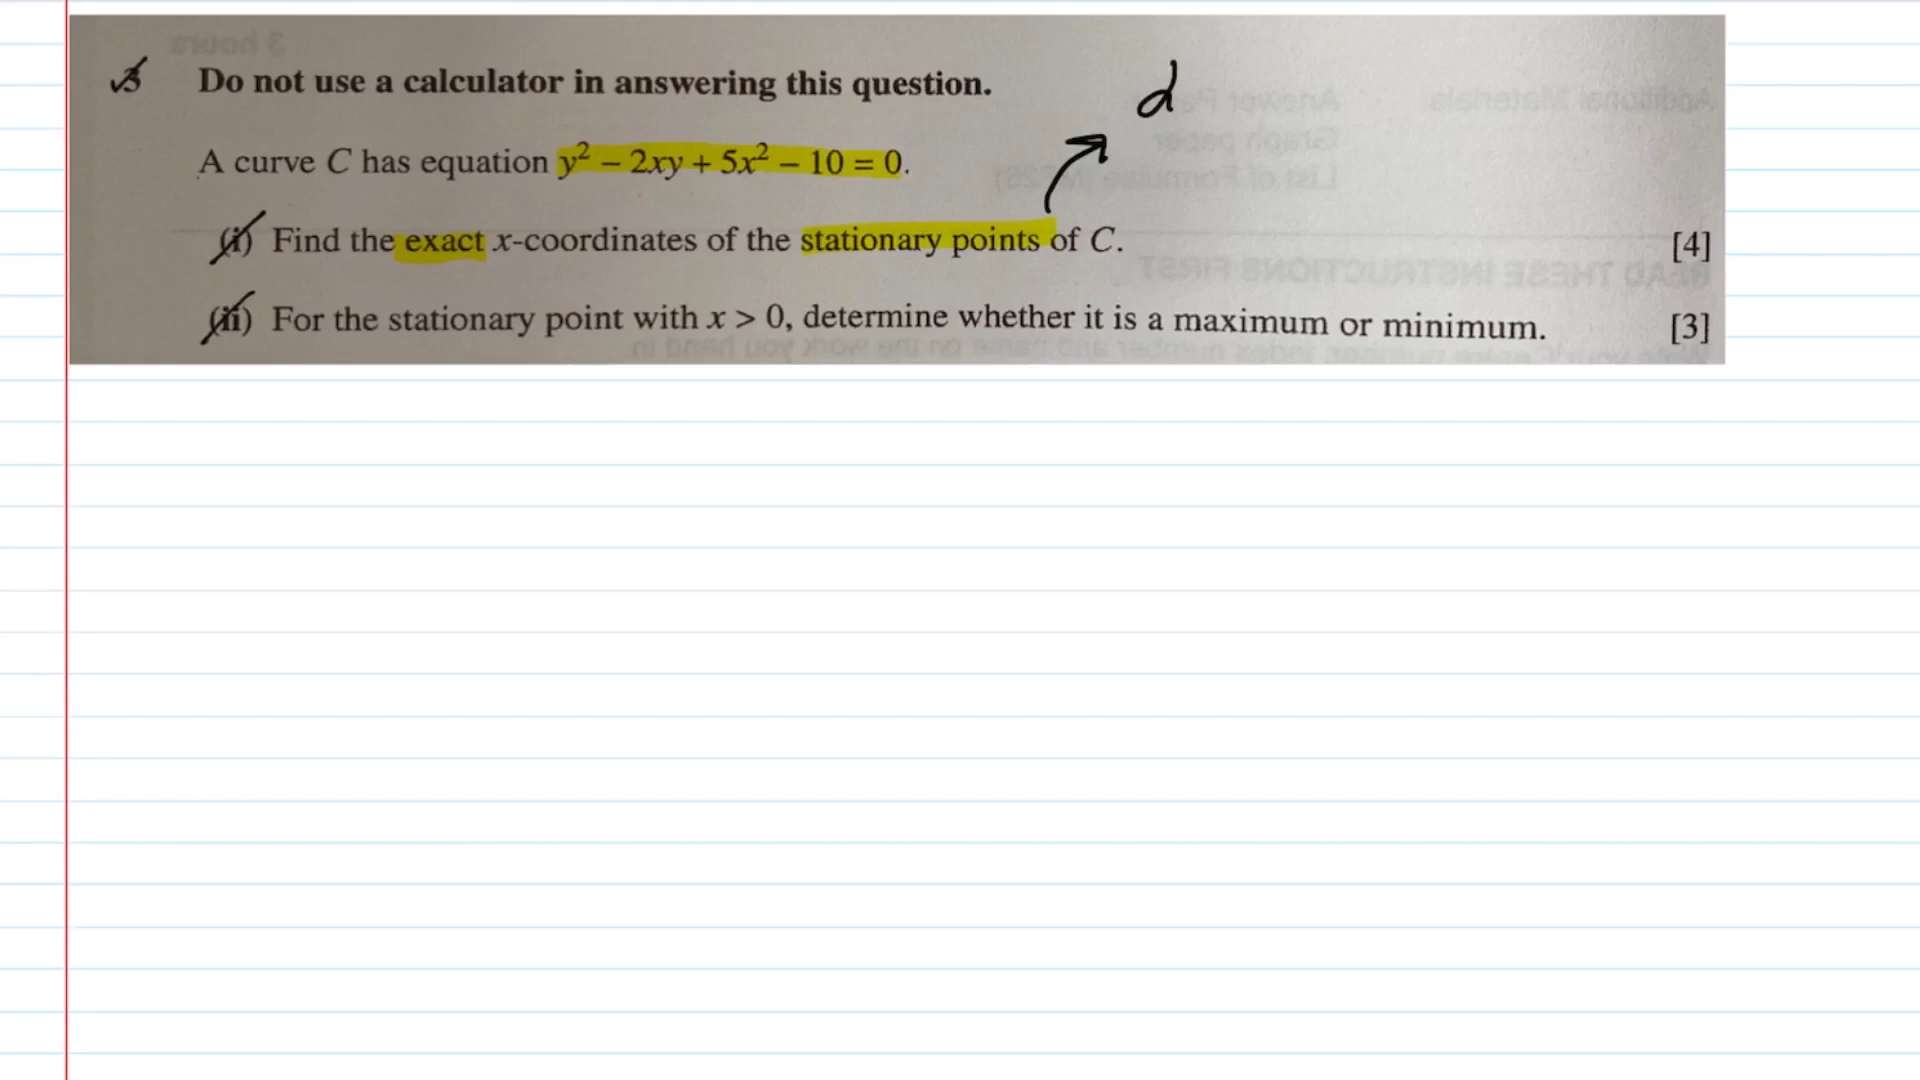 3 Do not use a calculator in answering this question.
d
A curve C has equation y² – 2xy + 5x² – 10 = 0.
(i) Find the exact x-coordinates of the stationary points of C. [4]
(ii) For the stationary point with x > 0, determine whether it is a maximum or minimum. [3]